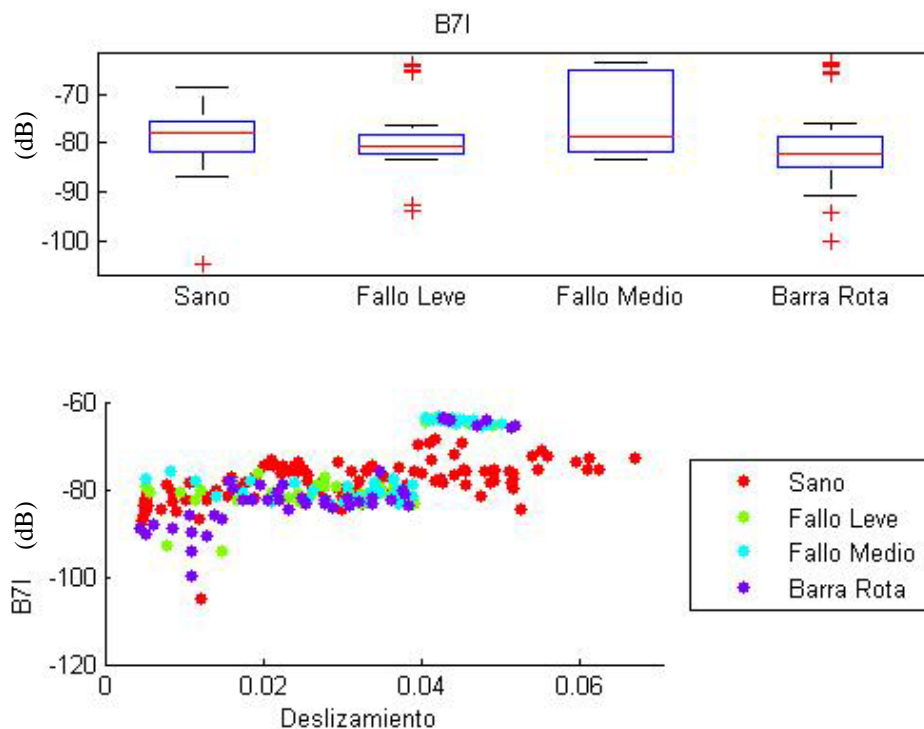 B7I
(dB)
-70
-80
-90
-100
Sano
Fallo Leve
Fallo Medio
Barra Rota
B7I (dB)
-60
-80
-100
-120
0
0.02
0.04
0.06
Deslizamiento
Sano
Fallo Leve
Fallo Medio
Barra Rota